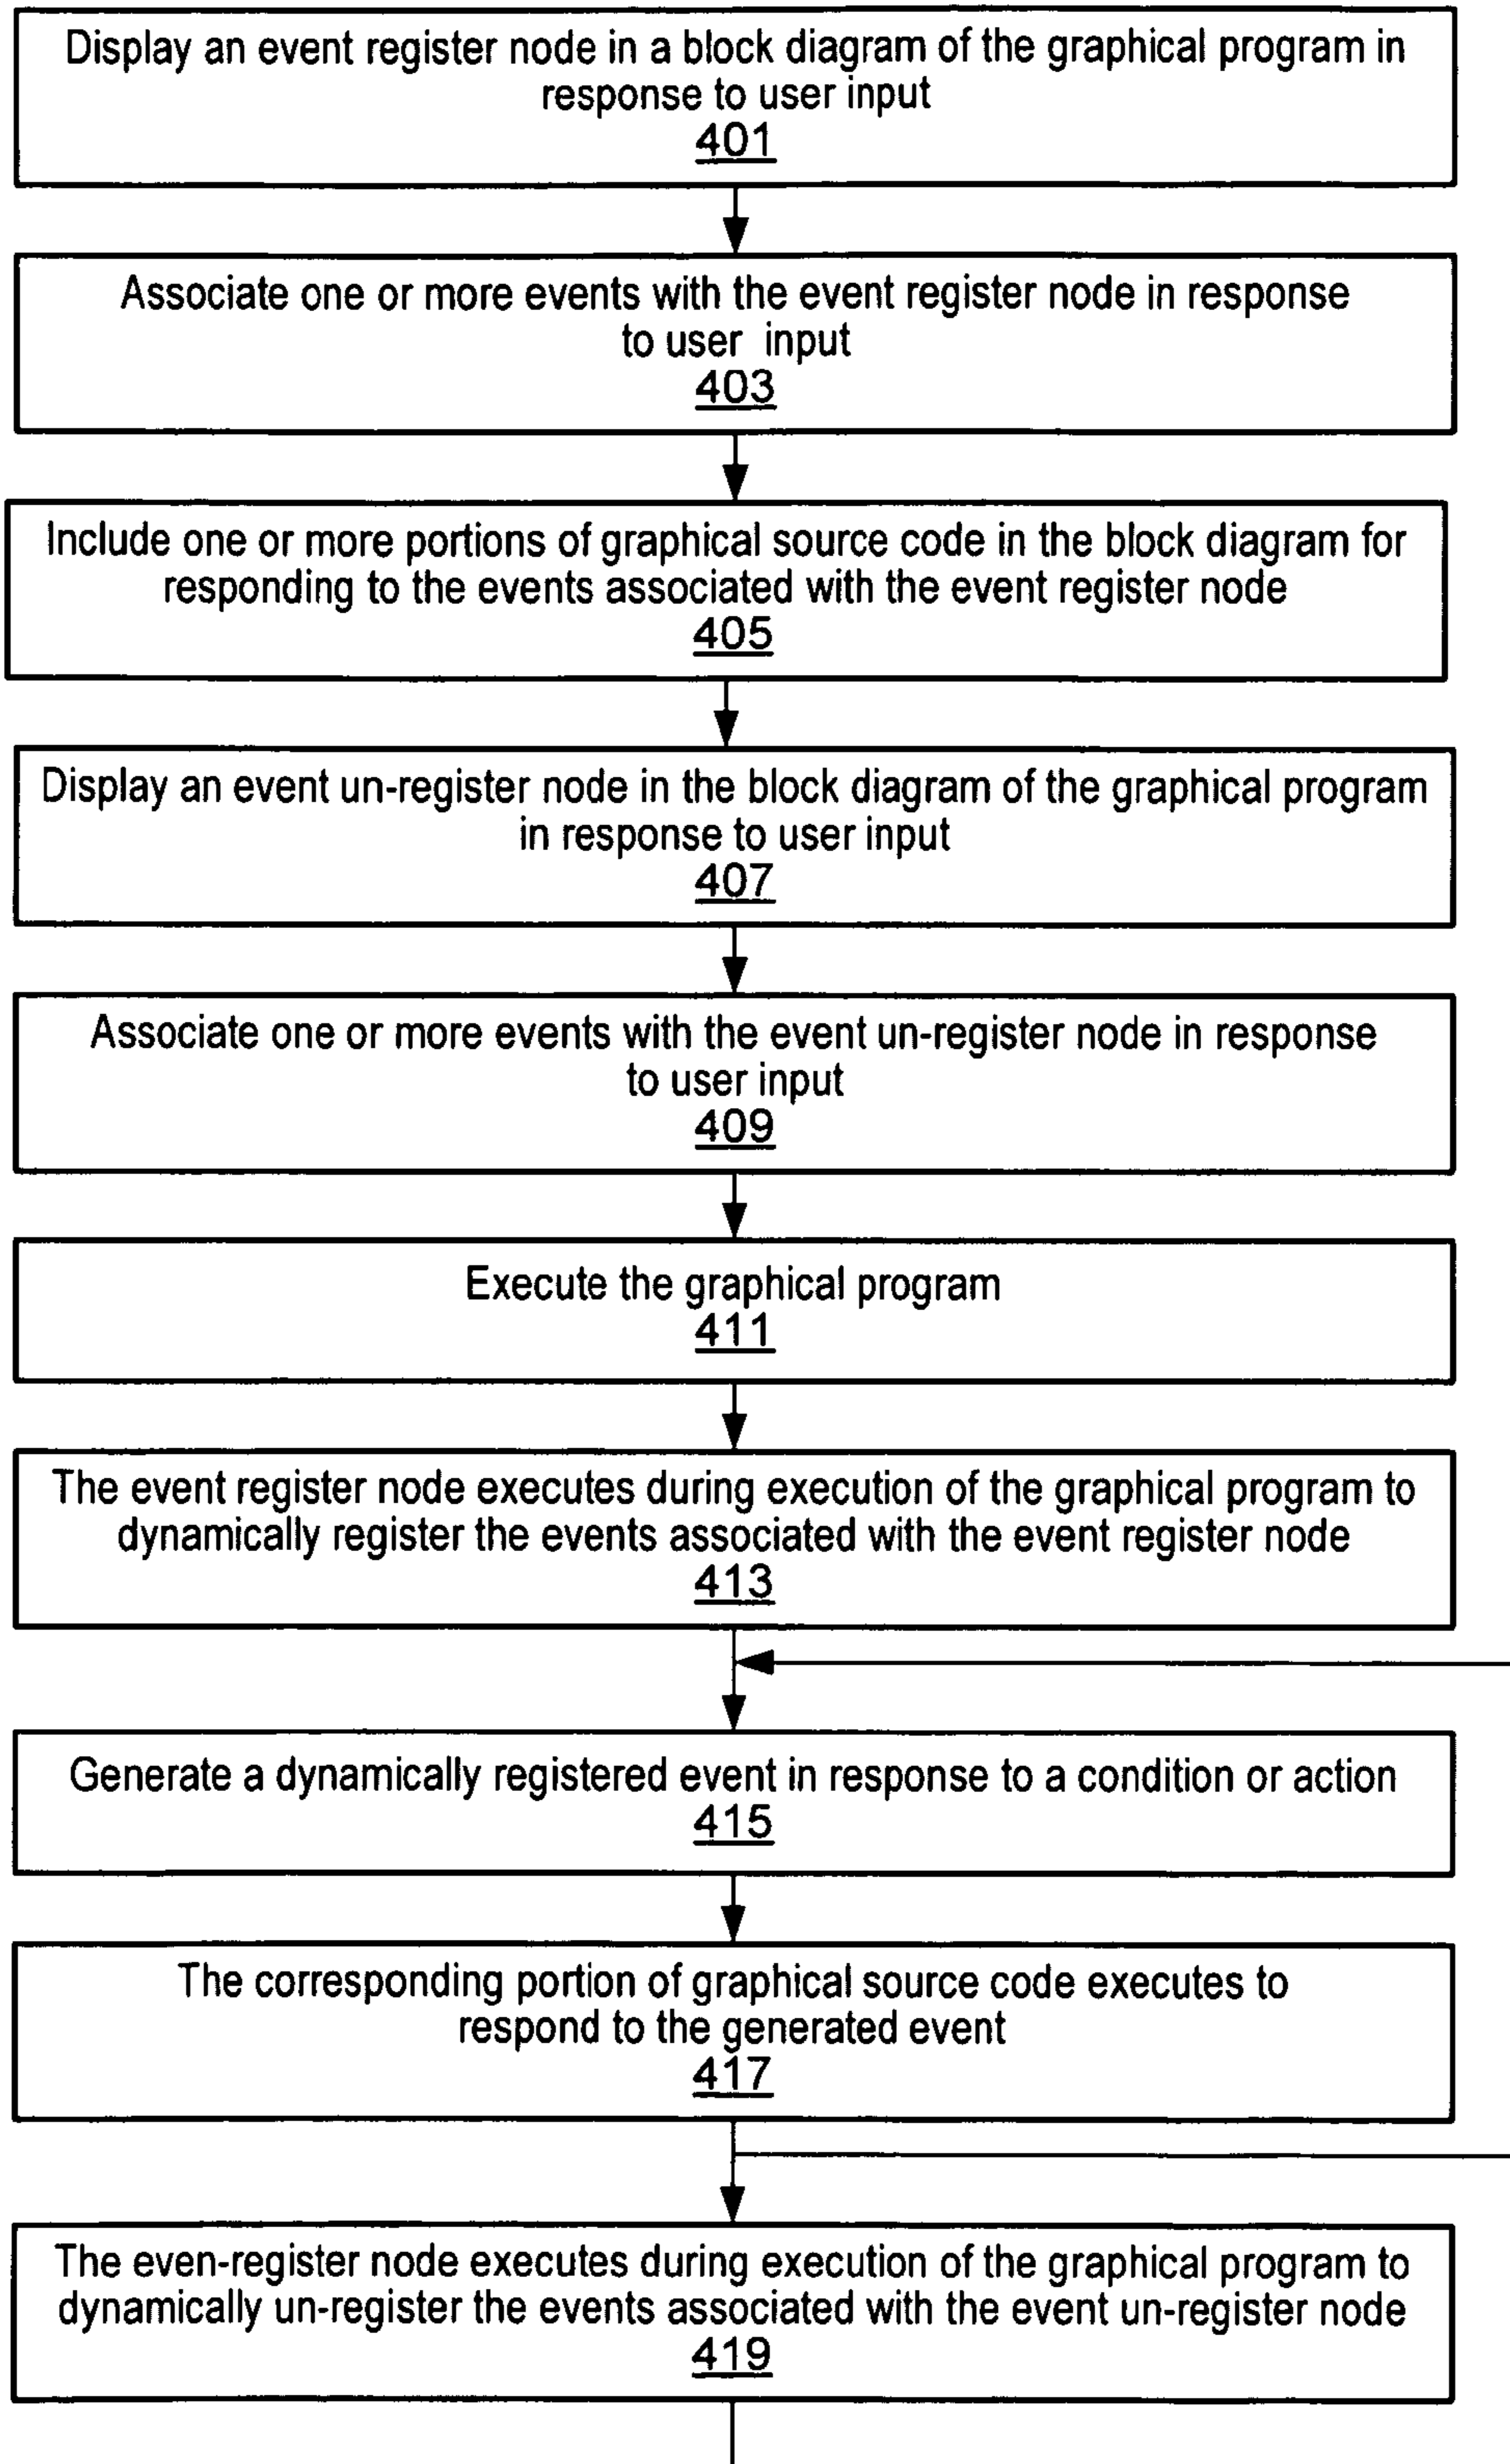 Display an event register node in a block diagram of the graphical program in
response to user input
401
Associate one or more events with the event register node in response
to user input
403
Include one or more portions of graphical source code in the block diagram for
responding to the events associated with the event register node
405
Display an event un-register node in the block diagram of the graphical program
in response to user input
407
Associate one or more events with the event un-register node in response
to user input
409
Execute the graphical program
411
The event register node executes during execution of the graphical program to
dynamically register the events associated with the event register node
413
Generate a dynamically registered event in response to a condition or action
415
The corresponding portion of graphical source code executes to
respond to the generated event
417
The even-register node executes during execution of the graphical program to
dynamically un-register the events associated with the event un-register node
419